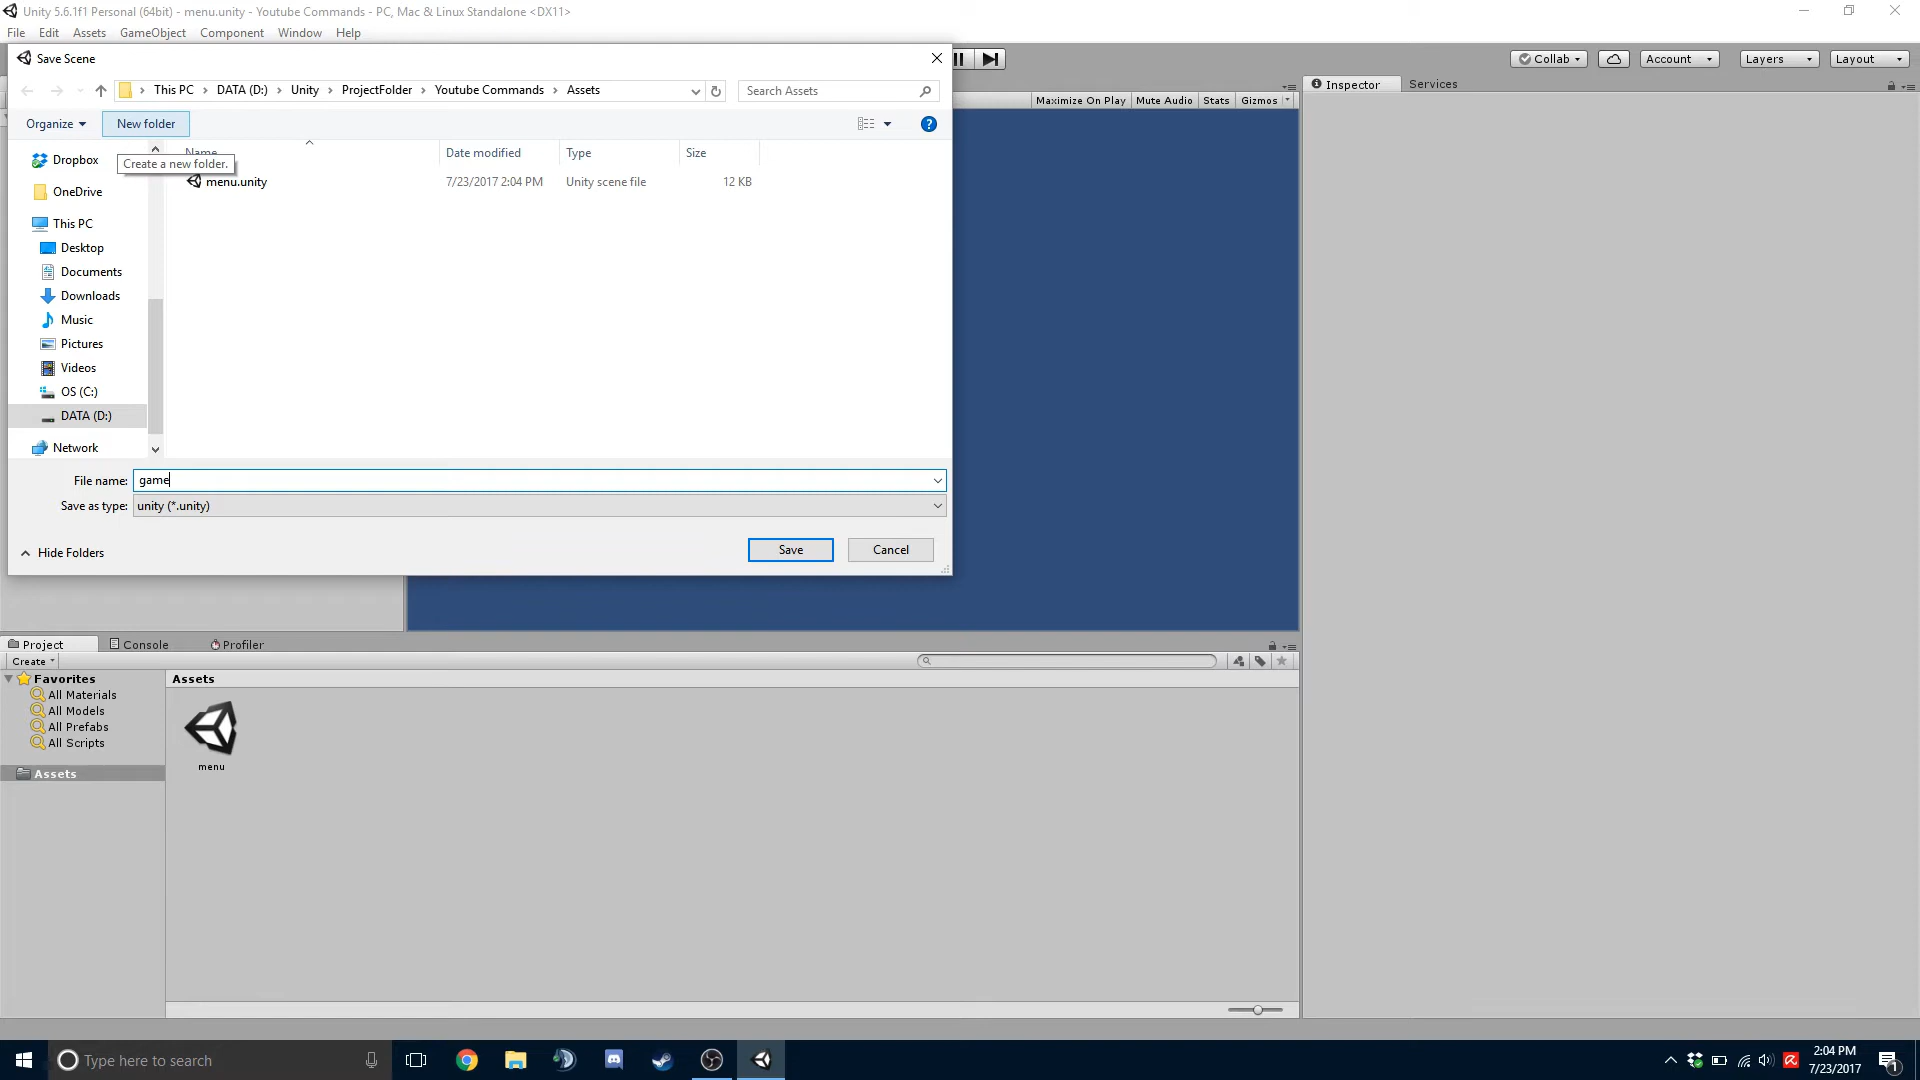 Unity 5.6.1f1 Personal (64bit) - menu.unity - Youtube Commands - PC, Mac & Linux Standalone <DX11>
File Edit Assets GameObject Component Window Help
Save Scene
Collab Account Layers Layout
This PC DATA (D:) Unity ProjectFolder Youtube Commands Assets Search Assets
Inspector Services
Maximize On Play Mute Audio Stats Gizmos
Organize New folder
Name Date modified Type Size
Create a new folder.
menu.unity 7/23/2017 2:04 PM Unity scene file 12 KB
Dropbox
OneDrive
This PC
Desktop
Documents
Downloads
Music
Pictures
Videos
OS (C:)
DATA (D:)
Network
File name: game
Save as type: unity (*.unity)
Hide Folders Save Cancel
Project Console Profiler
Create
Favorites
All Materials
All Models
All Prefabs
All Scripts
Assets
Assets
menu
Type here to search
2:04 PM
7/23/2017
1